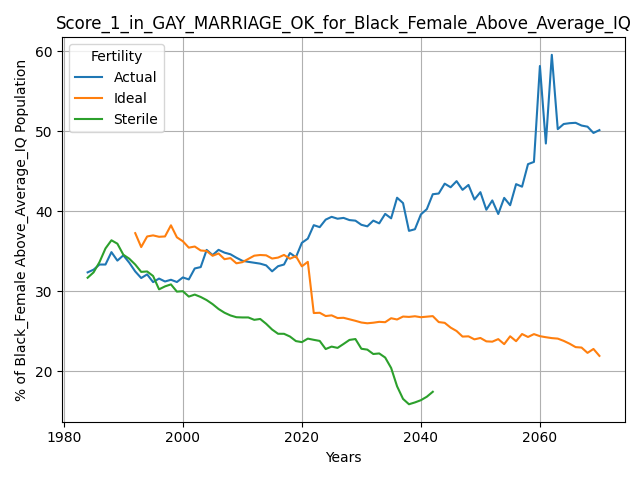 Score_1_in_GAY_MARRIAGE_OK_for_Black_Female_Above_Average_IQ
% of Black_Female Above_Average_IQ Population
60
50
40
30
20
Fertility
Actual
Ideal
Sterile
1980 2000 2020 2040 2060
Years